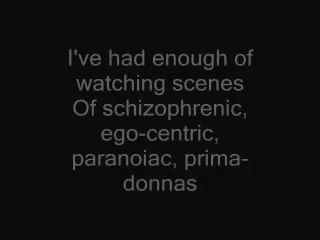 I've had enough of
watching scenes
Of schizophrenic,
ego-centric,
paranoiac, prima-
donnas